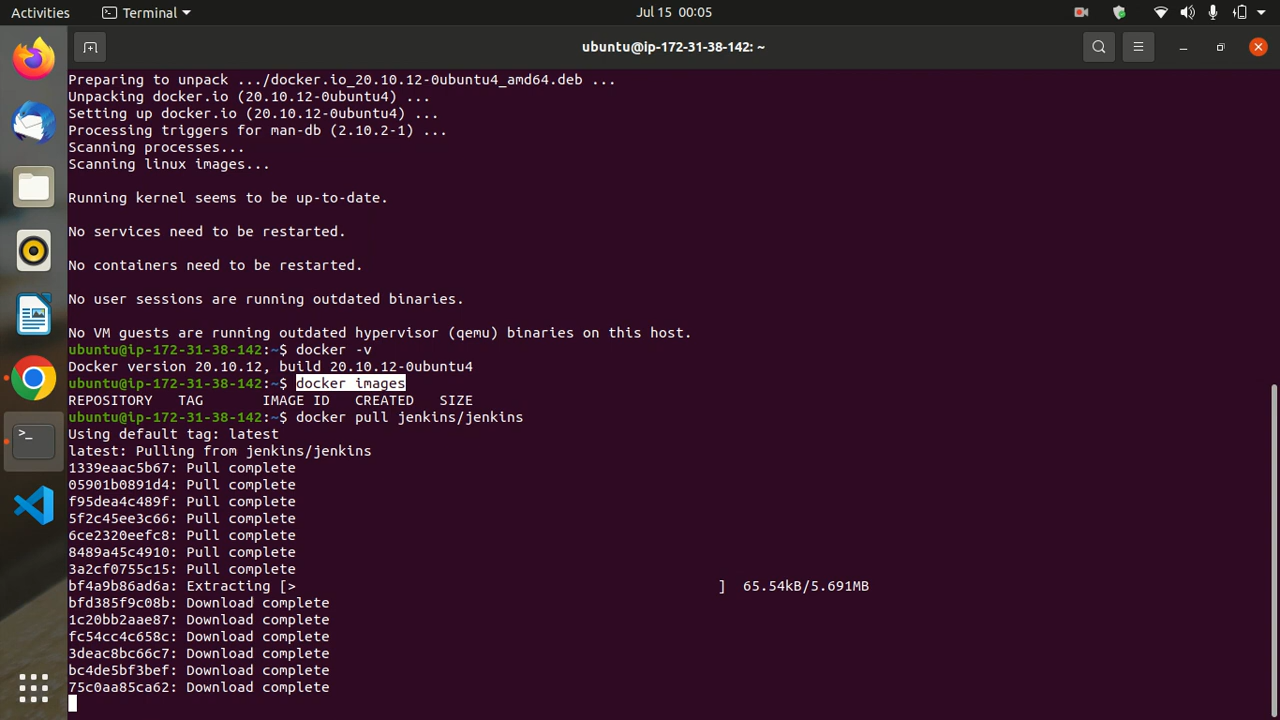 Activities
Terminal
Jul 15 00:05
ubuntu@ip-172-31-38-142: ~
Preparing to unpack .../docker.io_20.10.12-0ubuntu4_amd64.deb ...
Unpacking docker.io (20.10.12-0ubuntu4) ...
Setting up docker.io (20.10.12-0ubuntu4) ...
Processing triggers for man-db (2.10.2-1) ...
Scanning processes...
Scanning linux images...
Running kernel seems to be up-to-date.
No services need to be restarted.
No containers need to be restarted.
No user sessions are running outdated binaries.
No VM guests are running outdated hypervisor (qemu) binaries on this host.
ubuntu@ip-172-31-38-142:~$ docker -v
Docker version 20.10.12, build 20.10.12-0ubuntu4
ubuntu@ip-172-31-38-142:~$ docker images
REPOSITORY   TAG       IMAGE ID   CREATED   SIZE
ubuntu@ip-172-31-38-142:~$ docker pull jenkins/jenkins
Using default tag: latest
latest: Pulling from jenkins/jenkins
1339eaac5b67: Pull complete
05901b0891d4: Pull complete
f95dea4c489f: Pull complete
5f2c45ee3c66: Pull complete
6ce2320eefc8: Pull complete
8489a45c4910: Pull complete
3a2cf0755c15: Pull complete
bf4a9b86ad6a: Extracting [>                                                  ]  65.54kB/5.691MB
bfd385f9c08b: Download complete
1c20bb2aae87: Download complete
fc54cc4c658c: Download complete
3deac8bc66c7: Download complete
bc4de5bf3bef: Download complete
75c0aa85ca62: Download complete